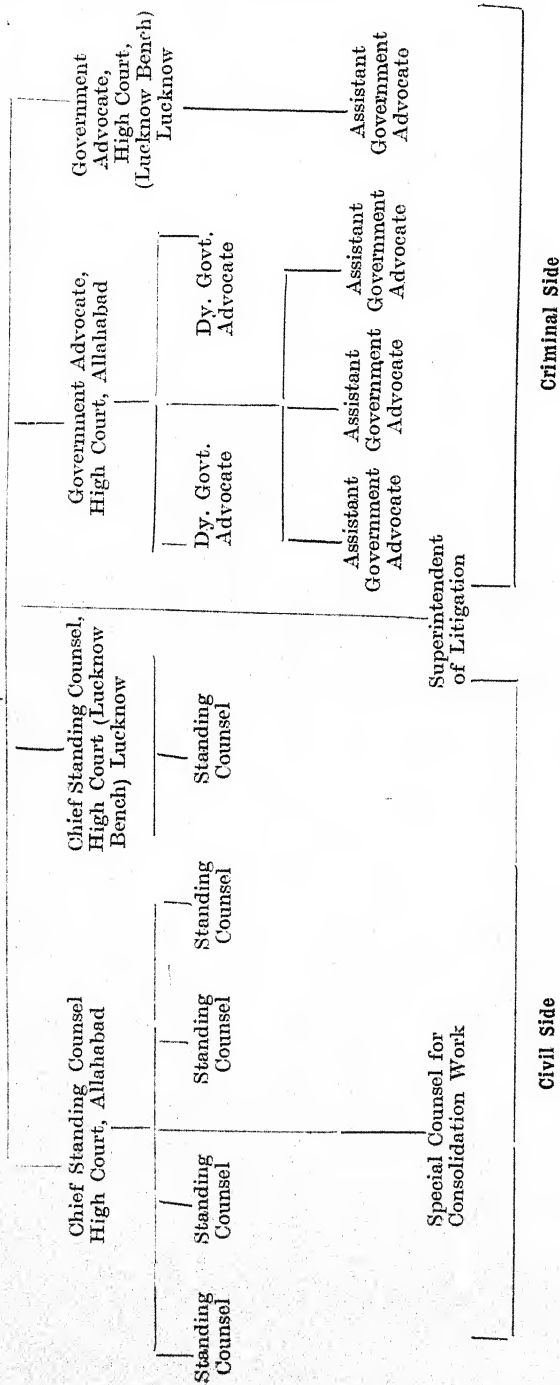 Chief Standing Counsel
High Court, Allahabad
Chief Standing Counsel,
High Court (Lucknow
Bench) Lucknow
Government Advocate,
High Court, Allahabad
Government
Advocate,
High Court,
(Lucknow Bench)
Lucknow
Standing
Counsel
Standing
Counsel
Standing
Counsel
Standing
Counsel
Standing
Counsel
Dy. Govt.
Advocate
Dy. Govt.
Advocate
Assistant
Government
Advocate
Assistant
Government
Advocate
Assistant
Government
Advocate
Assistant
Government
Advocate
Special Counsel for
Consolidation Work
Superintendent
of Litigation
Civil Side
Criminal Side